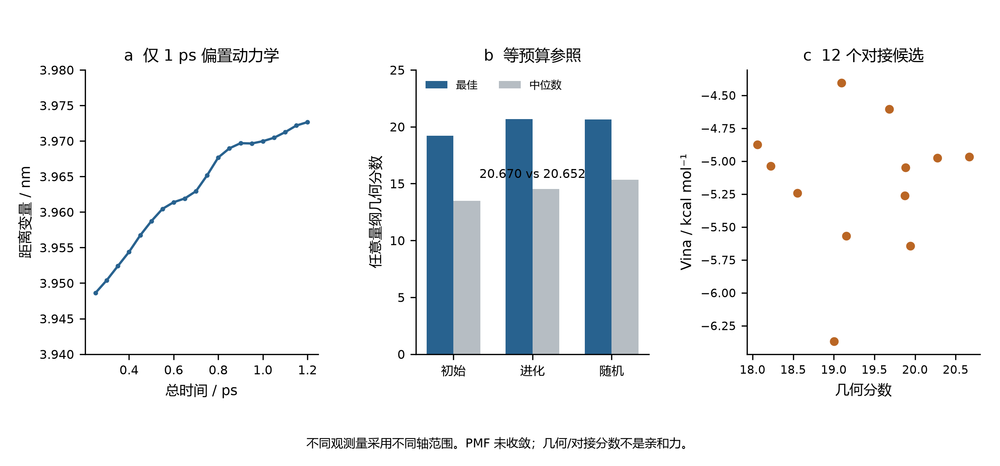 a 仅 1 ps 偏置动力学
3.980
3.975
3.970
3.965
3.960
3.955
3.950
3.945
3.940
距离变量 / nm
0.4 0.6 0.8 1.0 1.2
总时间 / ps
b 等预算参照
最佳 中位数
25
20
15
10
5
0
任意量纲几何分数
20.670 vs 20.652
初始 进化 随机
c 12 个对接候选
−4.50
−4.75
−5.00
−5.25
−5.50
−5.75
−6.00
−6.25
Vina / kcal mol⁻¹
18.0 18.5 19.0 19.5 20.0 20.5
几何分数
不同观测量采用不同轴范围。PMF 未收敛；几何/对接分数不是亲和力。